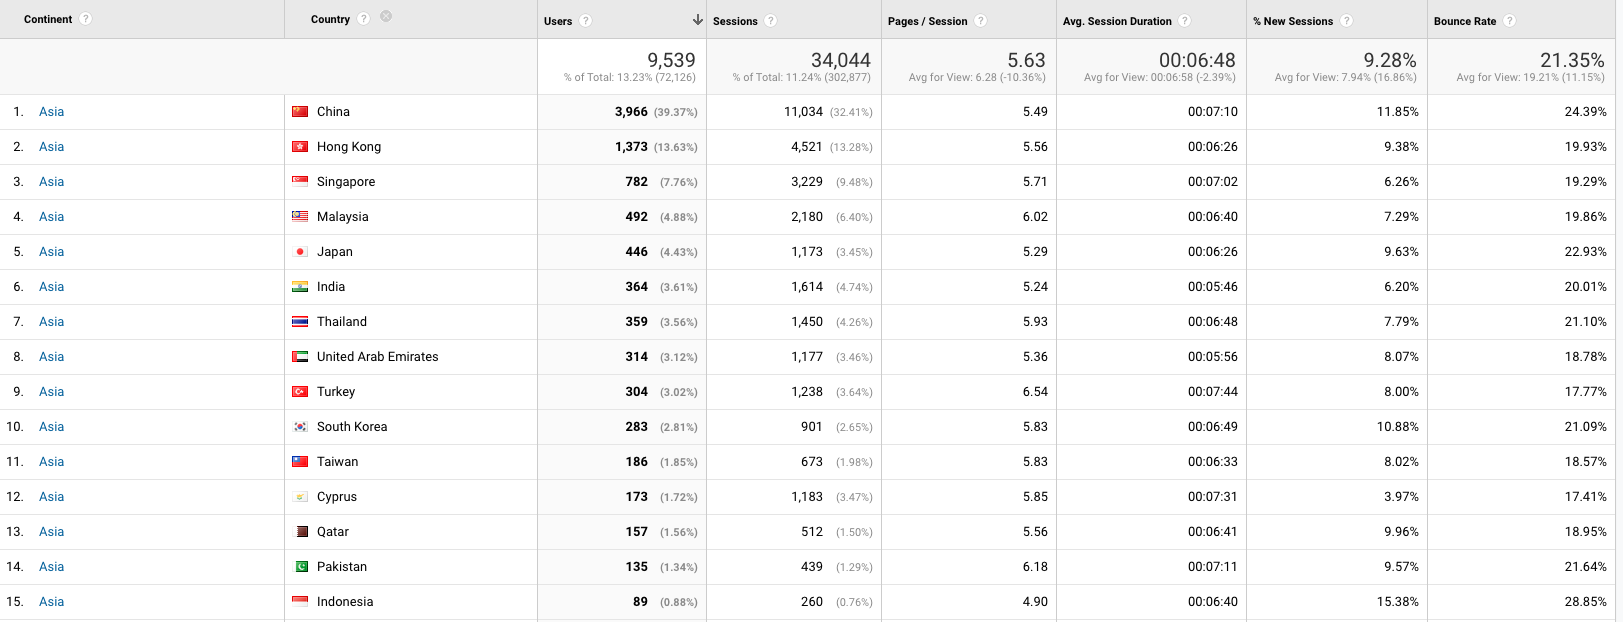 Continent ? Country ? Users ? Sessions ? Pages / Session ? Avg. Session Duration ? % New Sessions ? Bounce Rate ?
9,539 34,044 5.63 00:06:48 9.28% 21.35%
% of Total: 13.23% (72,126) % of Total: 11.24% (302,877) Avg for View: 6.28 (-10.36%) Avg for View: 00:06:58 (-2.39%) Avg for View: 7.94% (16.86%) Avg for View: 19.21% (11.15%)
1. Asia China 3,966 (39.37%) 11,034 (32.41%) 5.49 00:07:10 11.85% 24.39%
2. Asia Hong Kong 1,373 (13.63%) 4,521 (13.28%) 5.56 00:06:26 9.38% 19.93%
3. Asia Singapore 782 (7.76%) 3,229 (9.48%) 5.71 00:07:02 6.26% 19.29%
4. Asia Malaysia 492 (4.88%) 2,180 (6.40%) 6.02 00:06:40 7.29% 19.86%
5. Asia Japan 446 (4.43%) 1,173 (3.45%) 5.29 00:06:26 9.63% 22.93%
6. Asia India 364 (3.61%) 1,614 (4.74%) 5.24 00:05:46 6.20% 20.01%
7. Asia Thailand 359 (3.56%) 1,450 (4.26%) 5.93 00:06:48 7.79% 21.10%
8. Asia United Arab Emirates 314 (3.12%) 1,177 (3.46%) 5.36 00:05:56 8.07% 18.78%
9. Asia Turkey 304 (3.02%) 1,238 (3.64%) 6.54 00:07:44 8.00% 17.77%
10. Asia South Korea 283 (2.81%) 901 (2.65%) 5.83 00:06:49 10.88% 21.09%
11. Asia Taiwan 186 (1.85%) 673 (1.98%) 5.83 00:06:33 8.02% 18.57%
12. Asia Cyprus 173 (1.72%) 1,183 (3.47%) 5.85 00:07:31 3.97% 17.41%
13. Asia Qatar 157 (1.56%) 512 (1.50%) 5.56 00:06:41 9.96% 18.95%
14. Asia Pakistan 135 (1.34%) 439 (1.29%) 6.18 00:07:11 9.57% 21.64%
15. Asia Indonesia 89 (0.88%) 260 (0.76%) 4.90 00:06:40 15.38% 28.85%